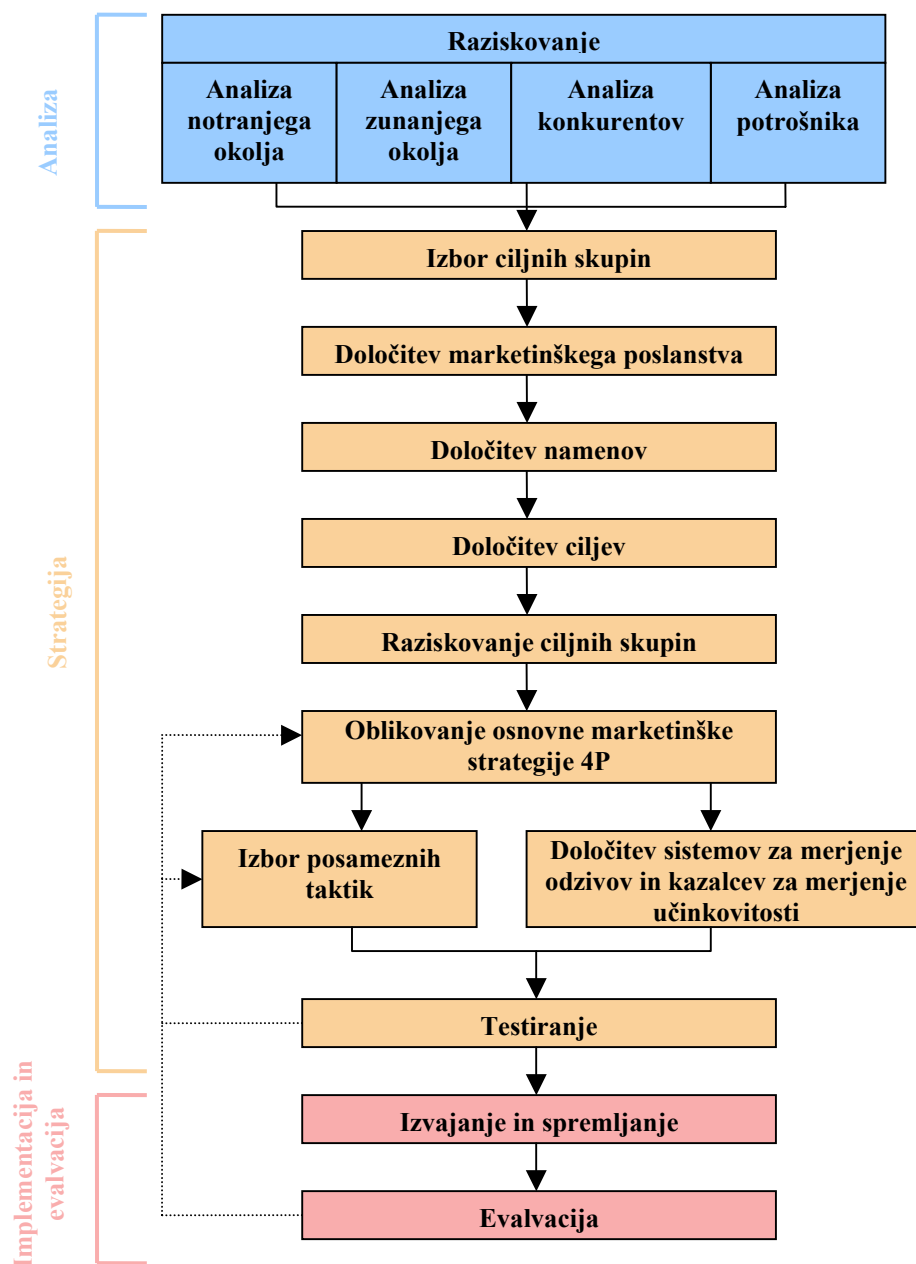 Analiza
Raziskovanje
Analiza
notranjega
okolja
Analiza
zunanjega
okolja
Analiza
konkurentov
Analiza
potrošnika
Strategija
Izbor ciljnih skupin
Določitev marketinškega poslanstva
Določitev namenov
Določitev ciljev
Raziskovanje ciljnih skupin
Oblikovanje osnovne marketinške
strategije 4P
Izbor posameznih
taktik
Določitev sistemov za merjenje
odzivov in kazalcev za merjenje
učinkovitosti
Testiranje
Implementacija in
evalvacija
Izvajanje in spremljanje
Evalvacija